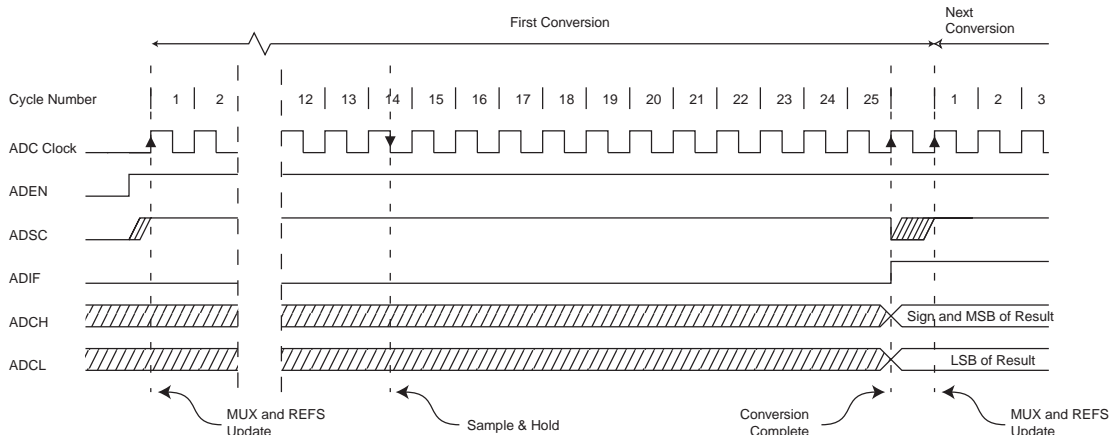 First Conversion
Next
Conversion
Cycle Number 1 2 12 13 14 15 16 17 18 19 20 21 22 23 24 25 1 2 3
ADC Clock
ADEN
ADSC
ADIF
ADCH Sign and MSB of Result
ADCL LSB of Result
MUX and REFS
Update
Sample & Hold
Conversion
Complete
MUX and REFS
Update